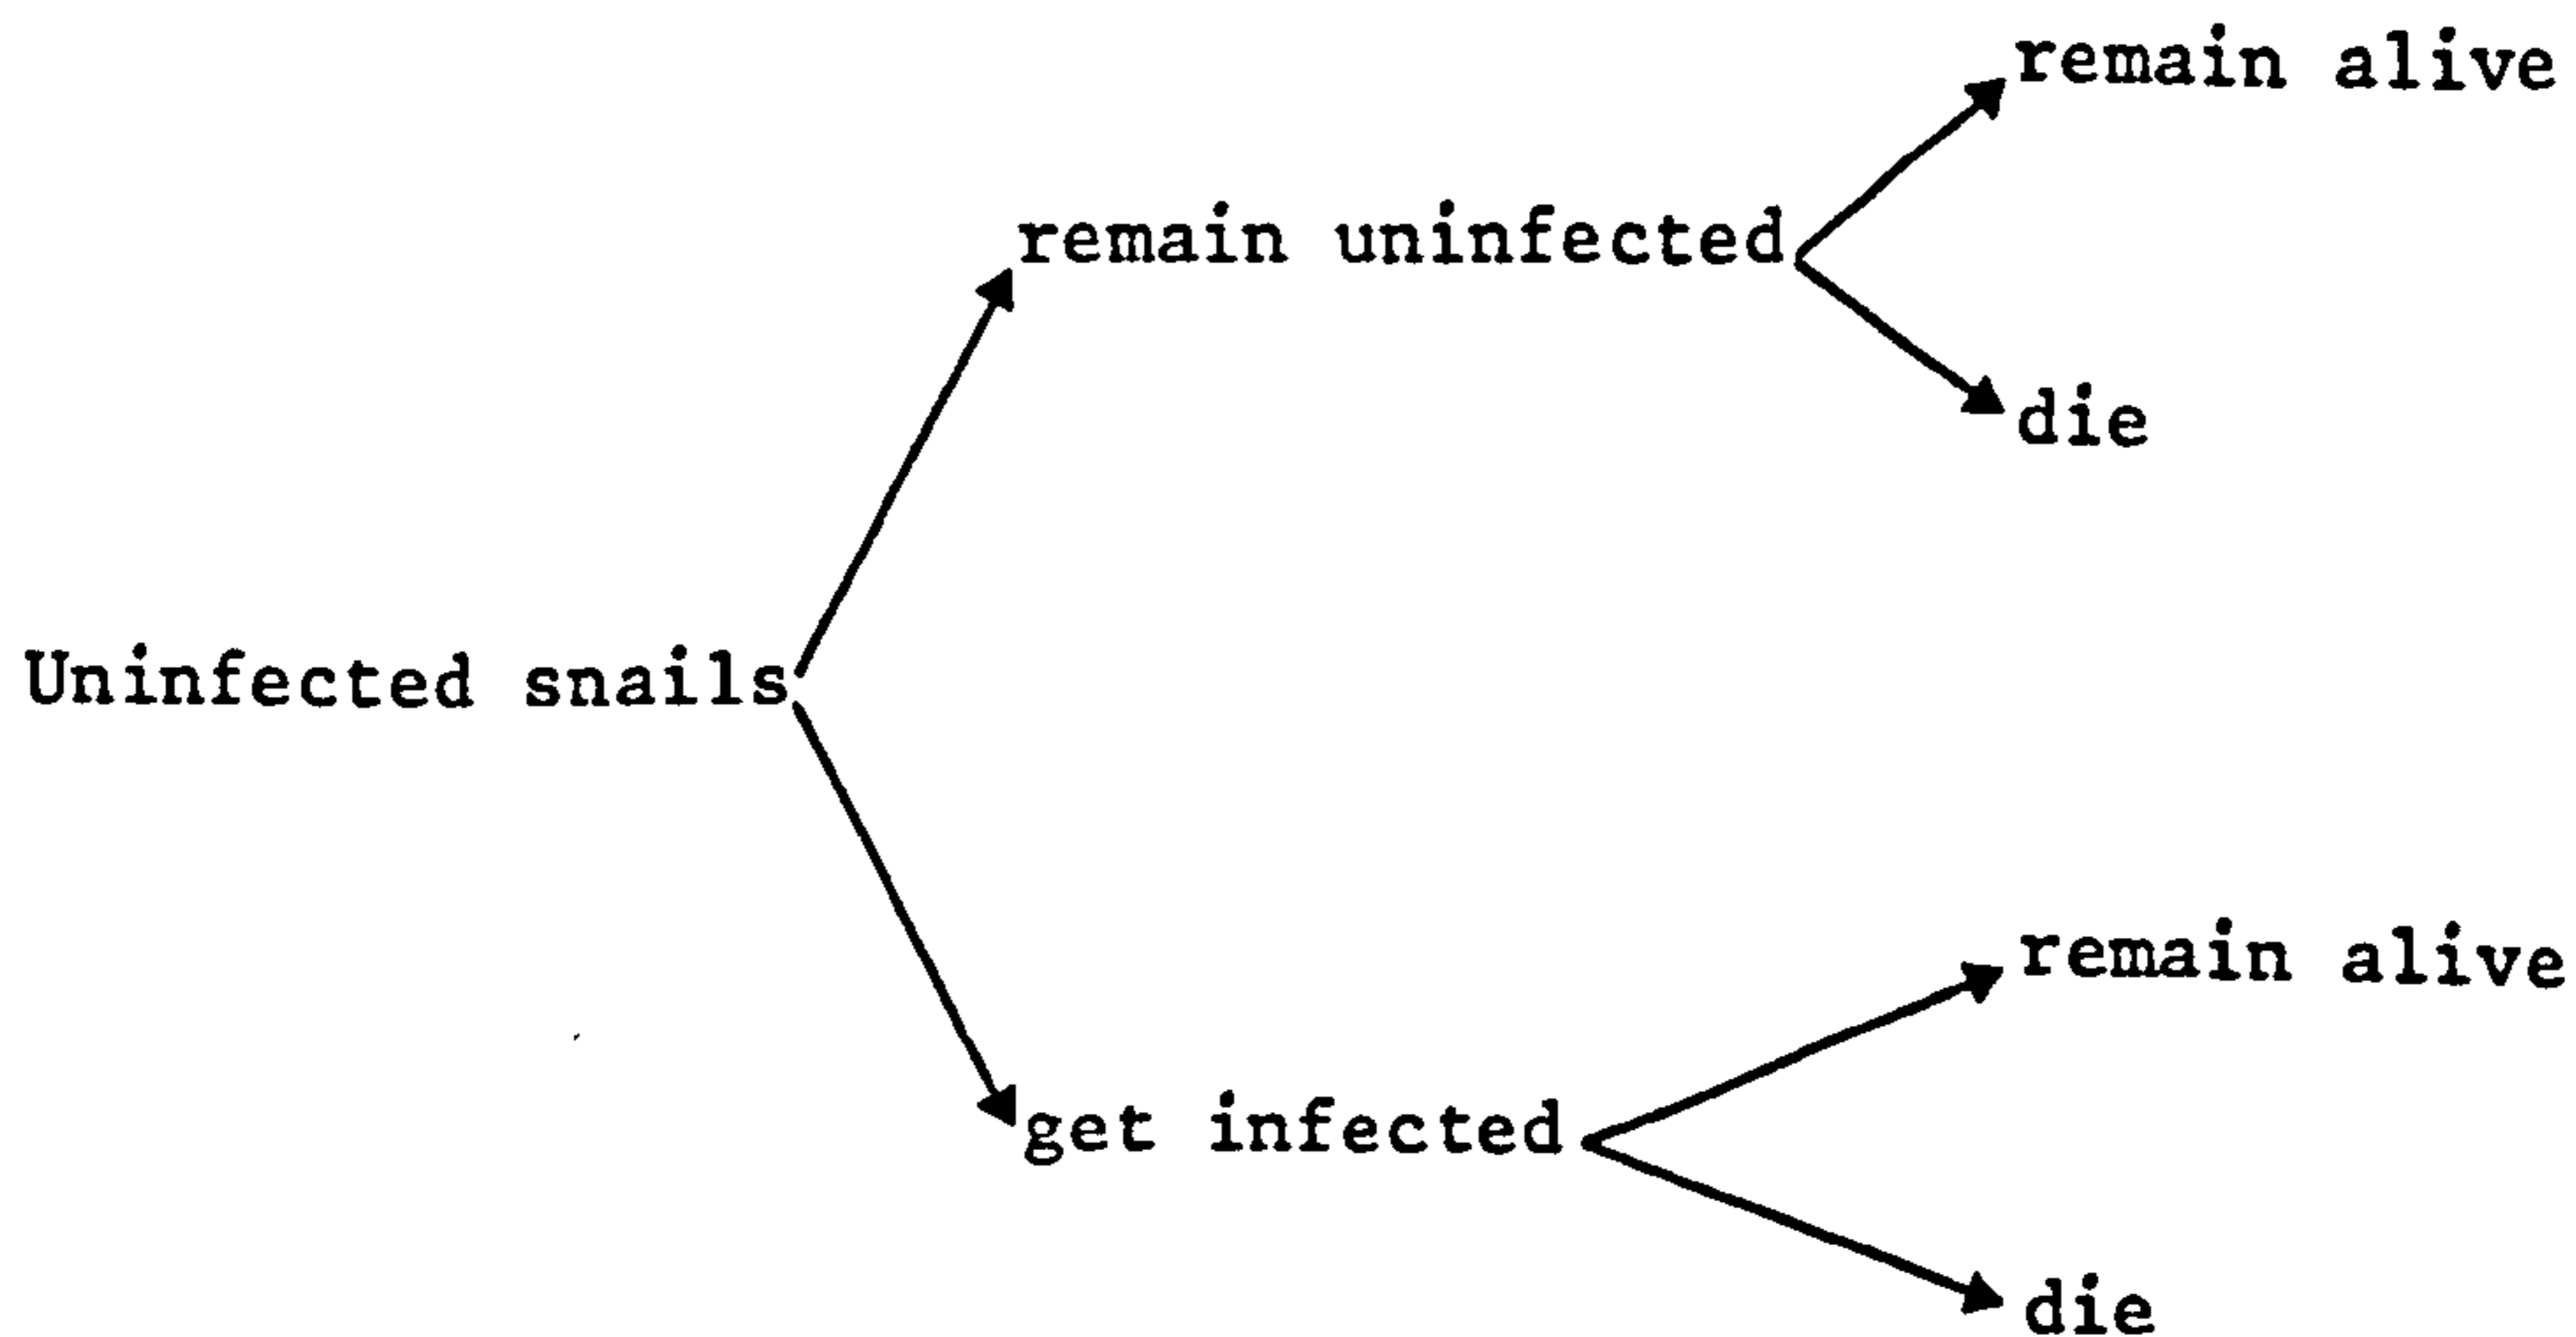 remain alive
remain uninfected
die
Uninfected snails
remain alive
get infected
die